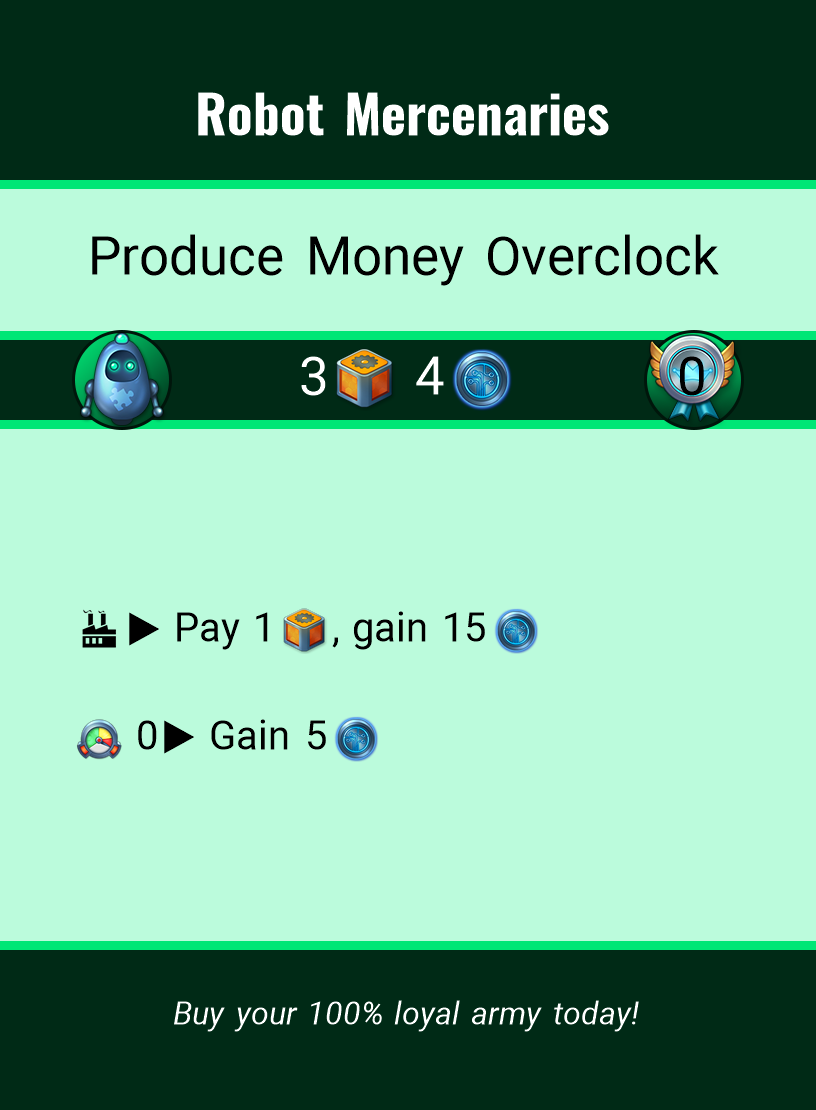 Robot Mercenaries
Produce Money Overclock
3 4 0
Pay 1 , gain 15
0 Gain 5
Buy your 100% loyal army today!